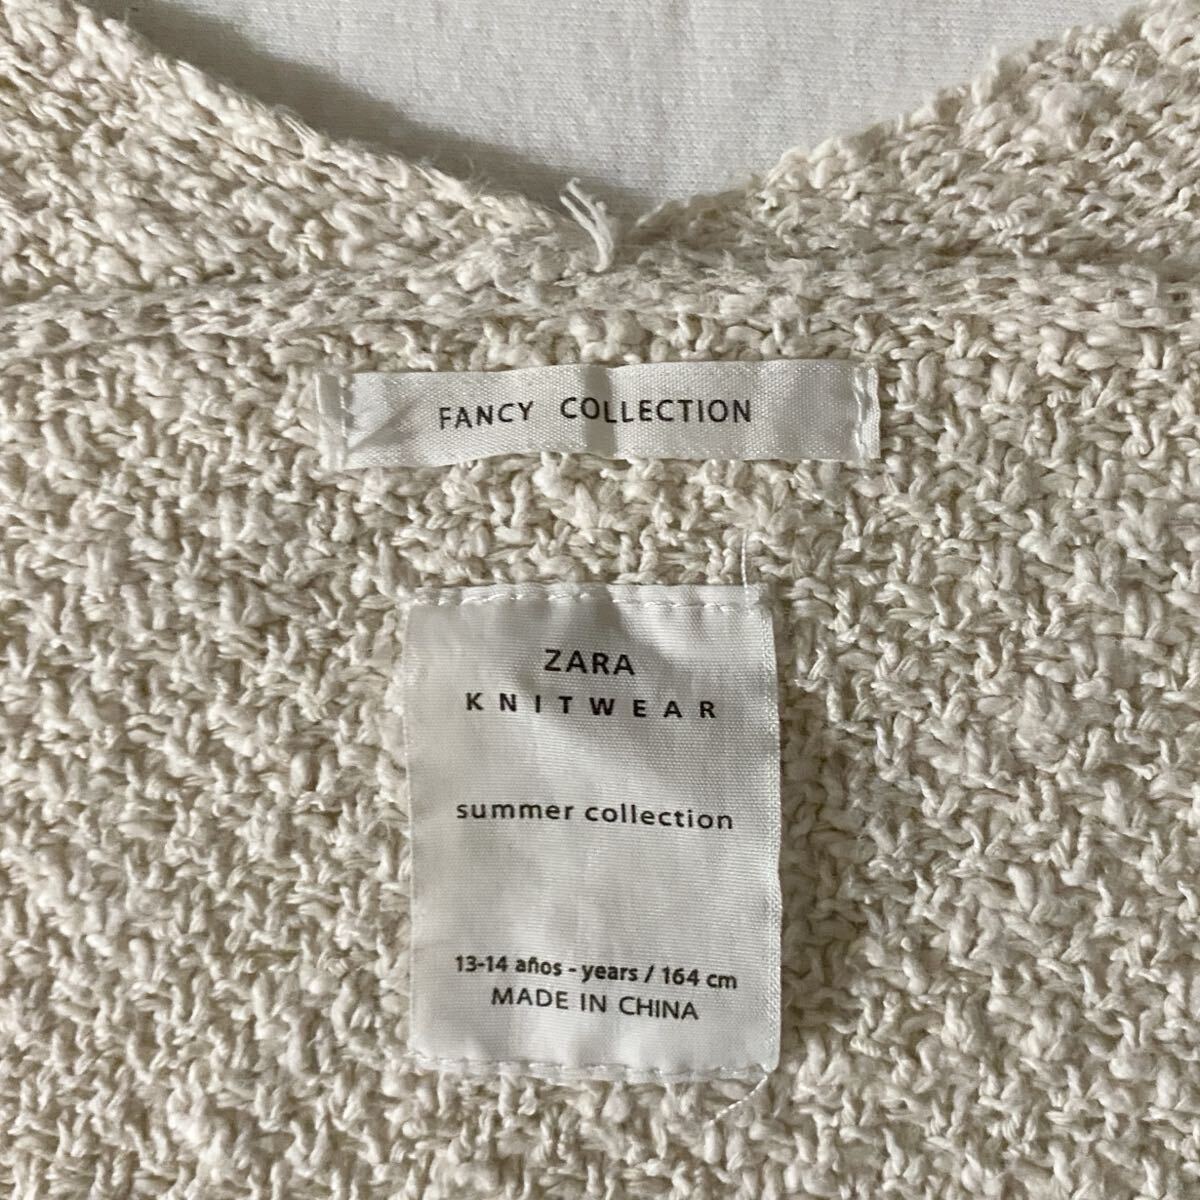 FANCY COLLECTION
ZARA
KNITWEAR
summer collection
13-14 años - years / 164 cm
MADE IN CHINA